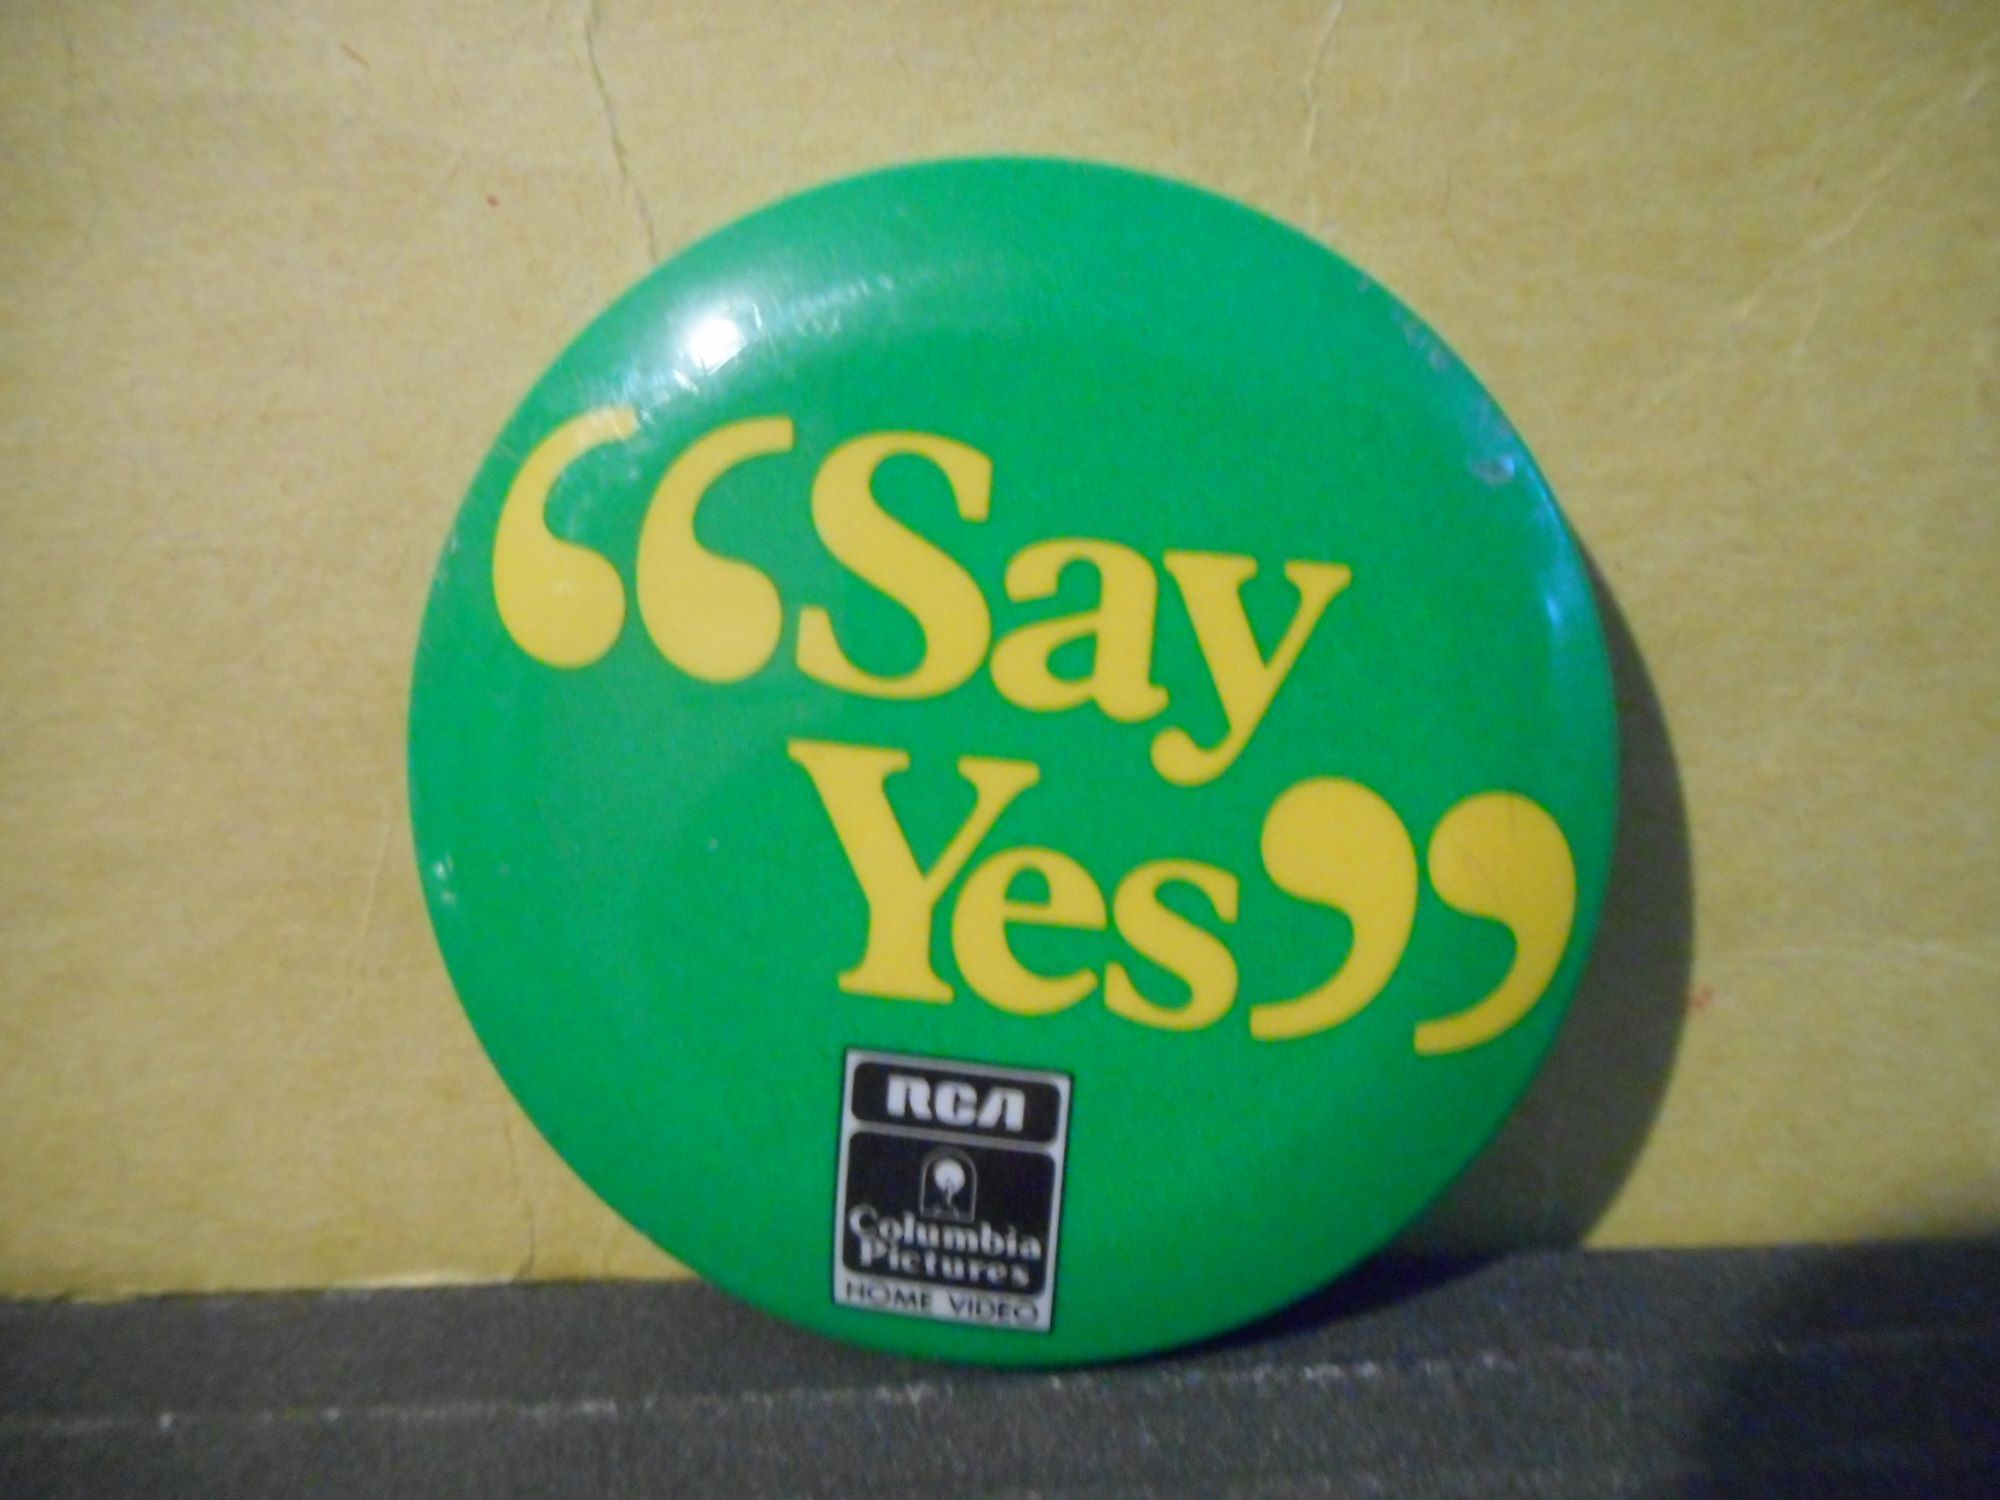 “Say
Yes”
RCA
Columbia
Pictures
HOME VIDEO